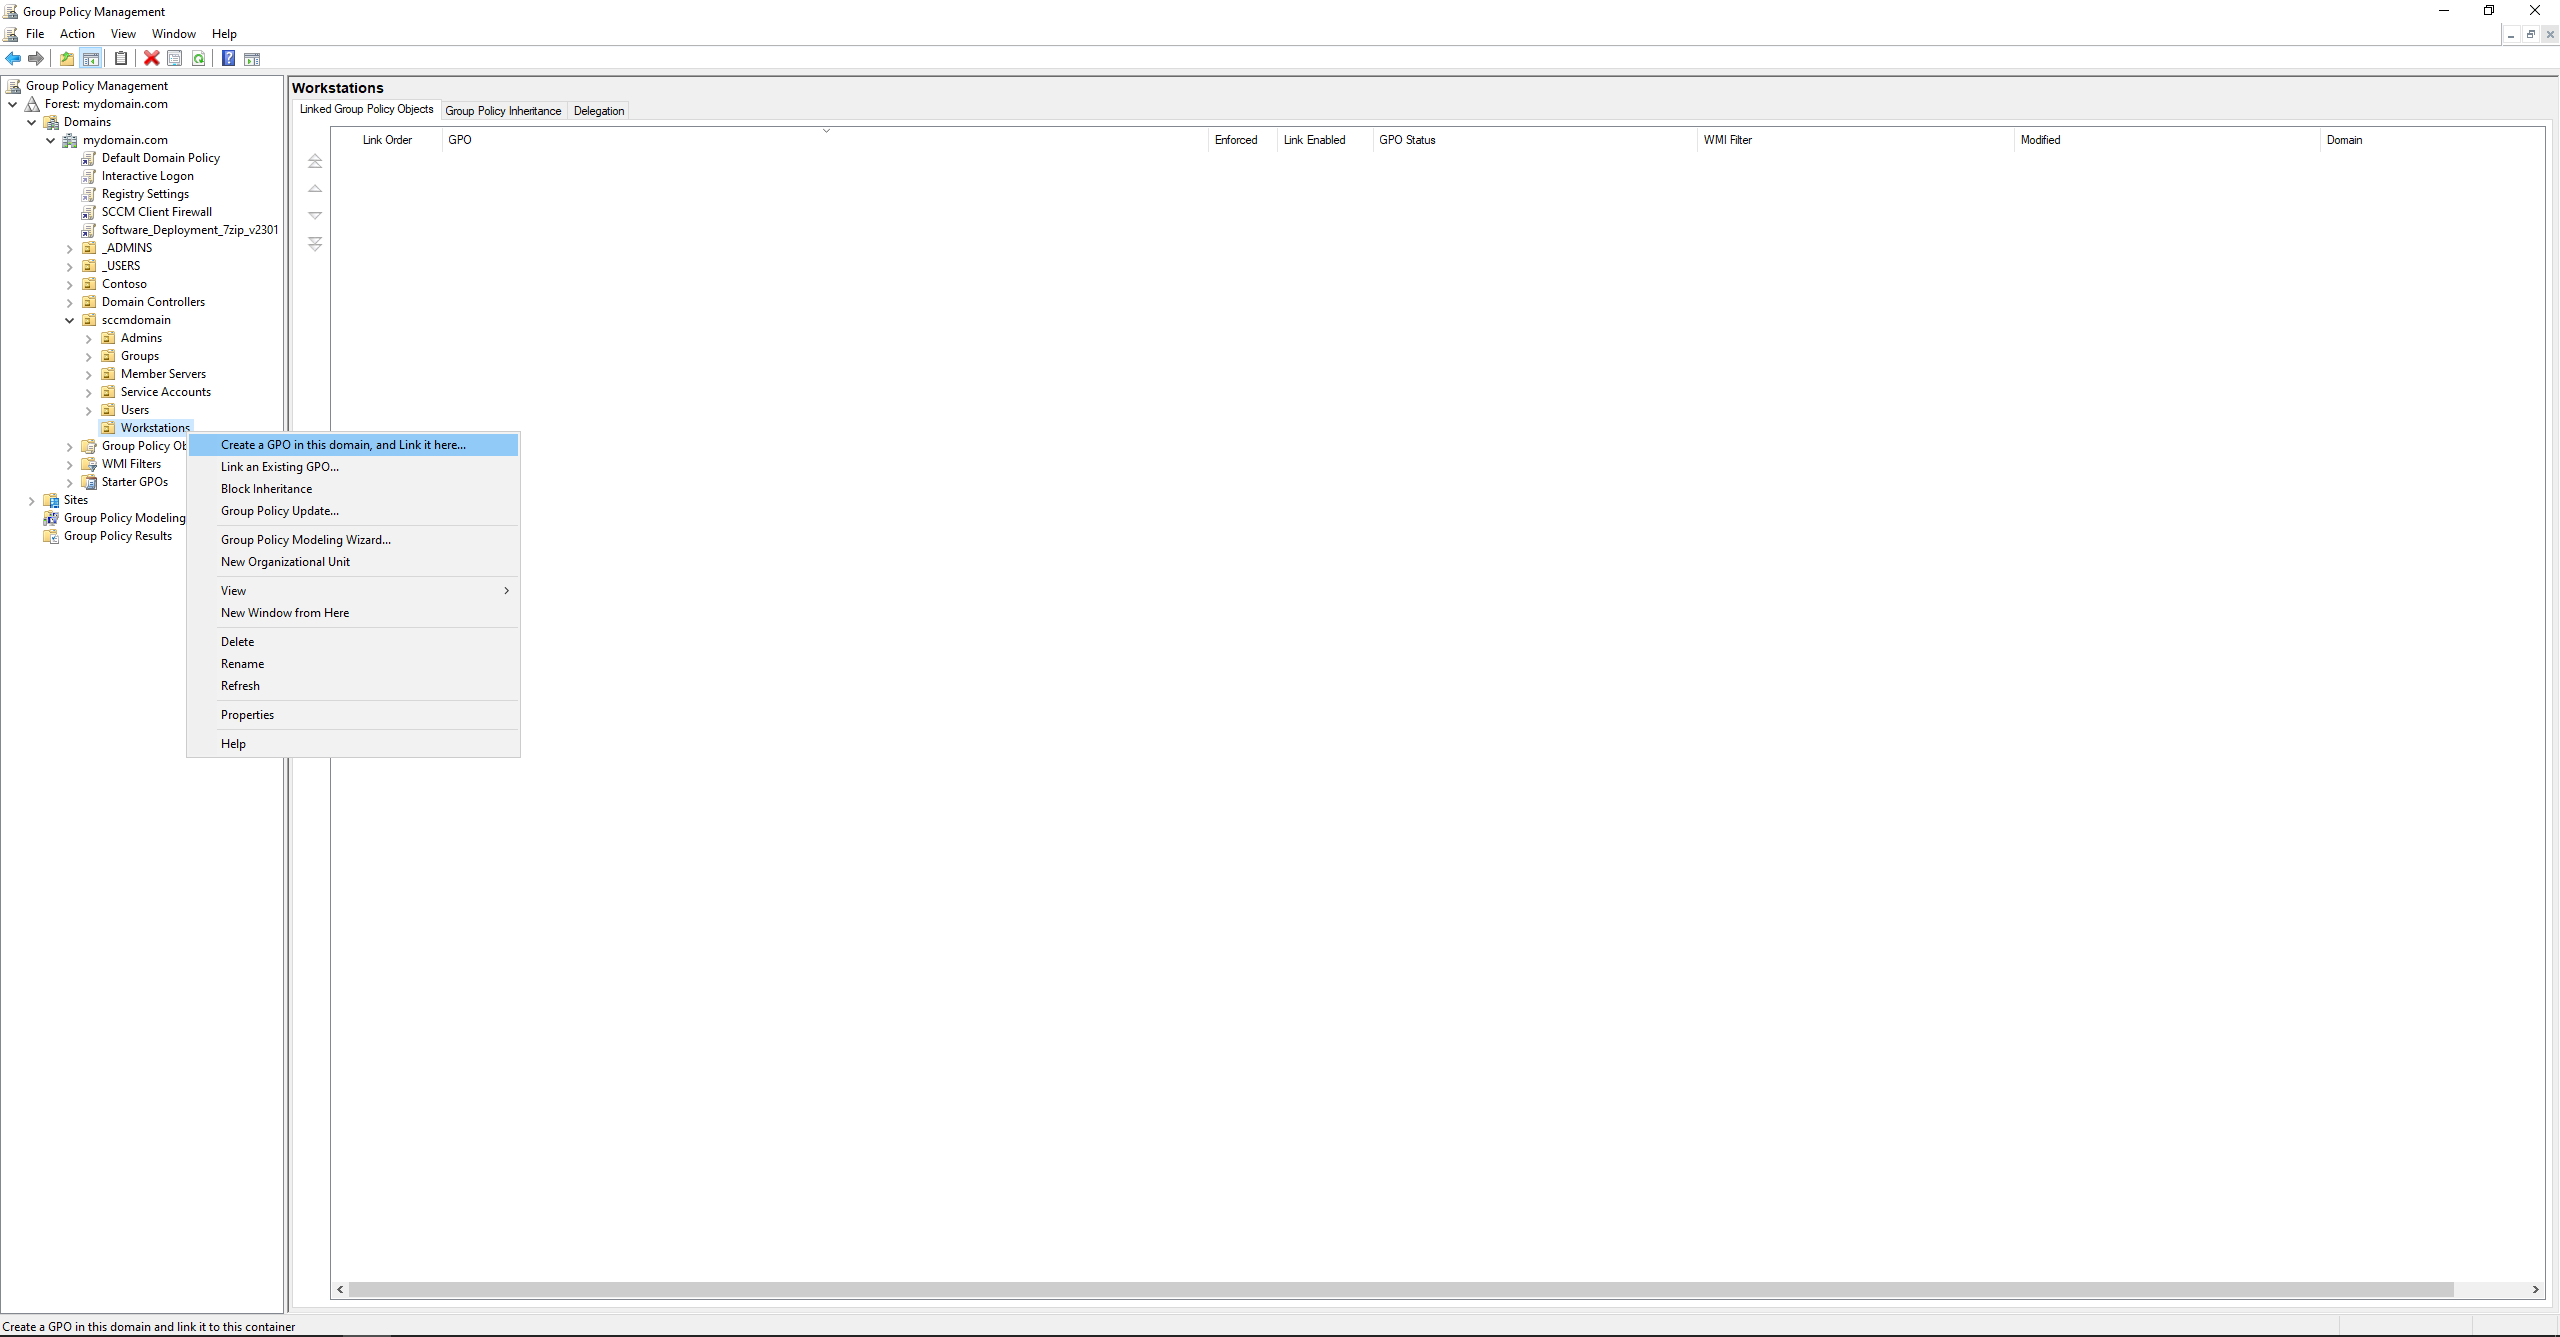 Group Policy Management
File Action View Window Help
Group Policy Management
Forest: mydomain.com
Domains
mydomain.com
Default Domain Policy
Interactive Logon
Registry Settings
SCCM Client Firewall
Software_Deployment_7zip_v2301
_ADMINS
_USERS
Contoso
Domain Controllers
sccmdomain
Admins
Groups
Member Servers
Service Accounts
Users
Workstations
Group Policy Ob
WMI Filters
Starter GPOs
Sites
Group Policy Modeling
Group Policy Results
Create a GPO in this domain, and Link it here...
Link an Existing GPO...
Block Inheritance
Group Policy Update...
Group Policy Modeling Wizard...
New Organizational Unit
View
New Window from Here
Delete
Rename
Refresh
Properties
Help
Workstations
Linked Group Policy Objects Group Policy Inheritance Delegation
Link Order GPO Enforced Link Enabled GPO Status WMI Filter Modified Domain
Create a GPO in this domain and link it to this container